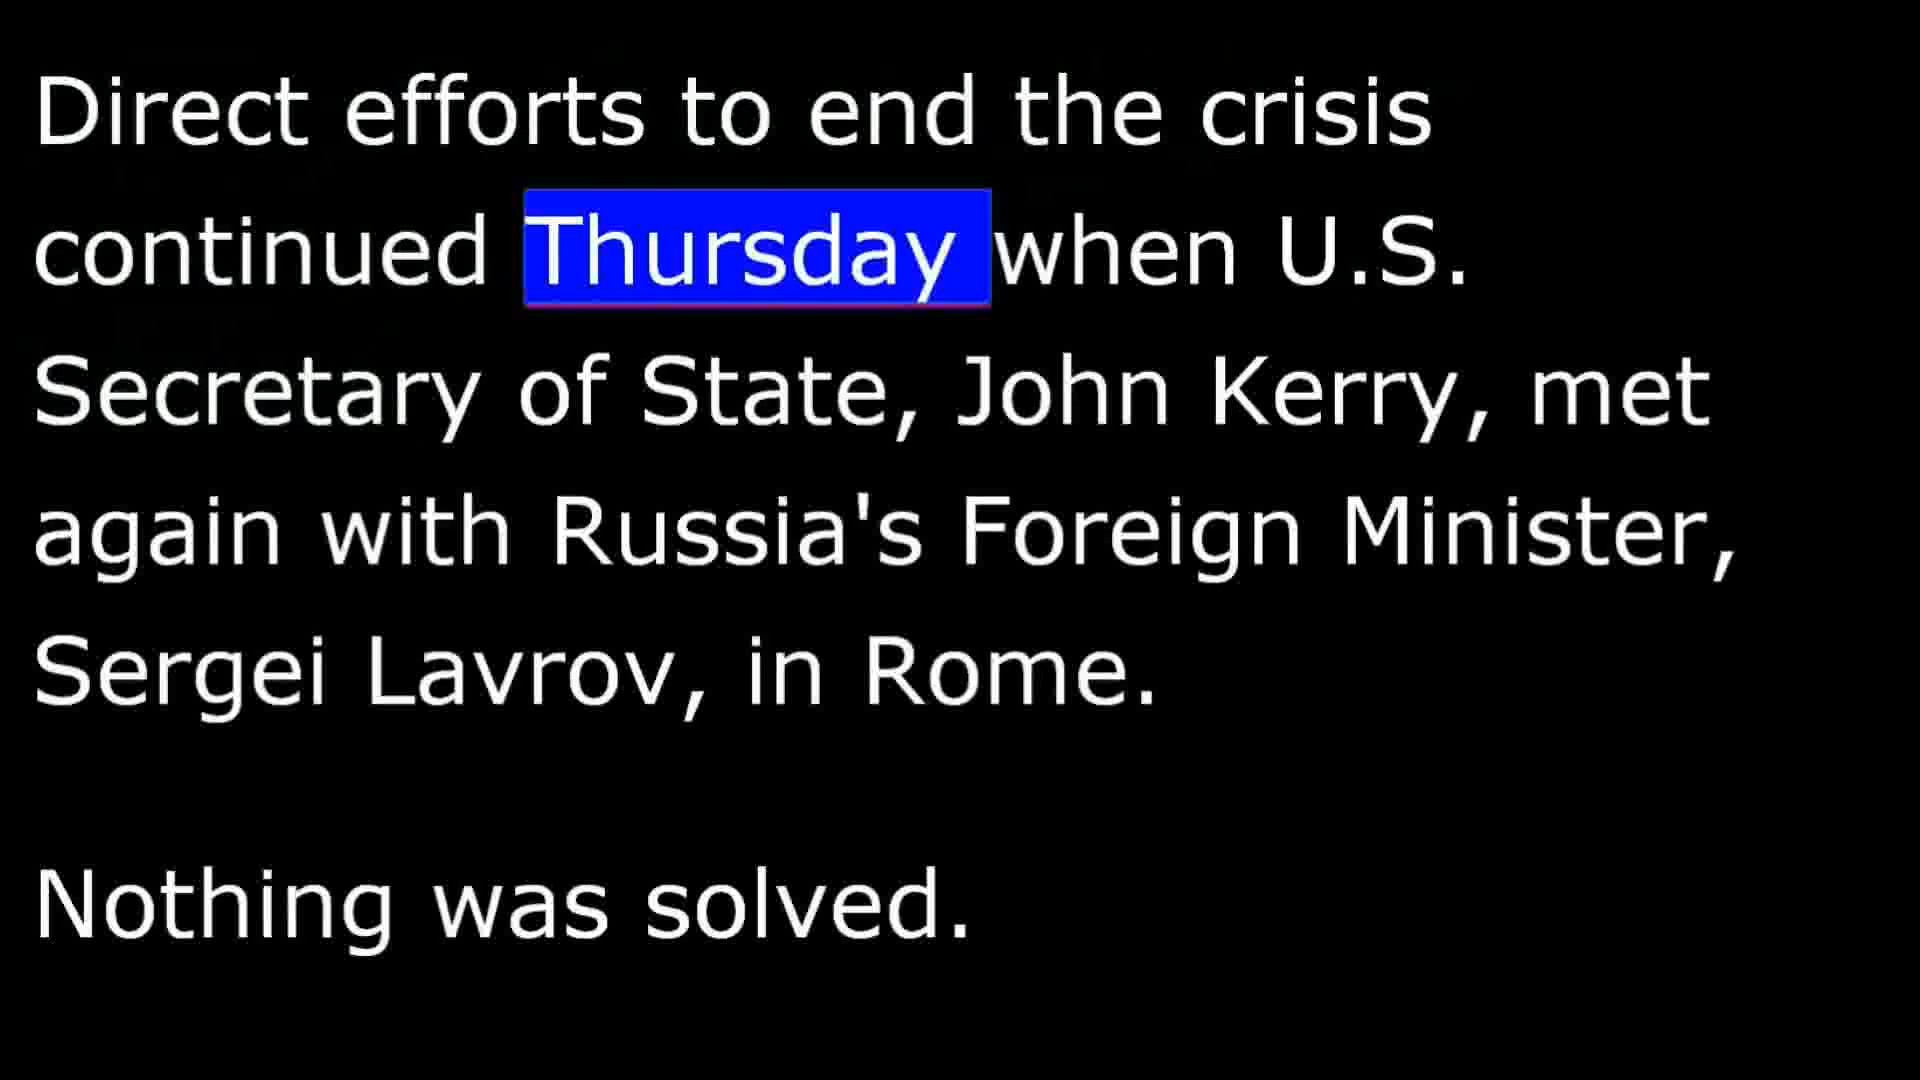 Direct efforts to end the crisis
continued Thursday when U.S.
Secretary of State, John Kerry, met
again with Russia's Foreign Minister,
Sergei Lavrov, in Rome.
Nothing was solved.